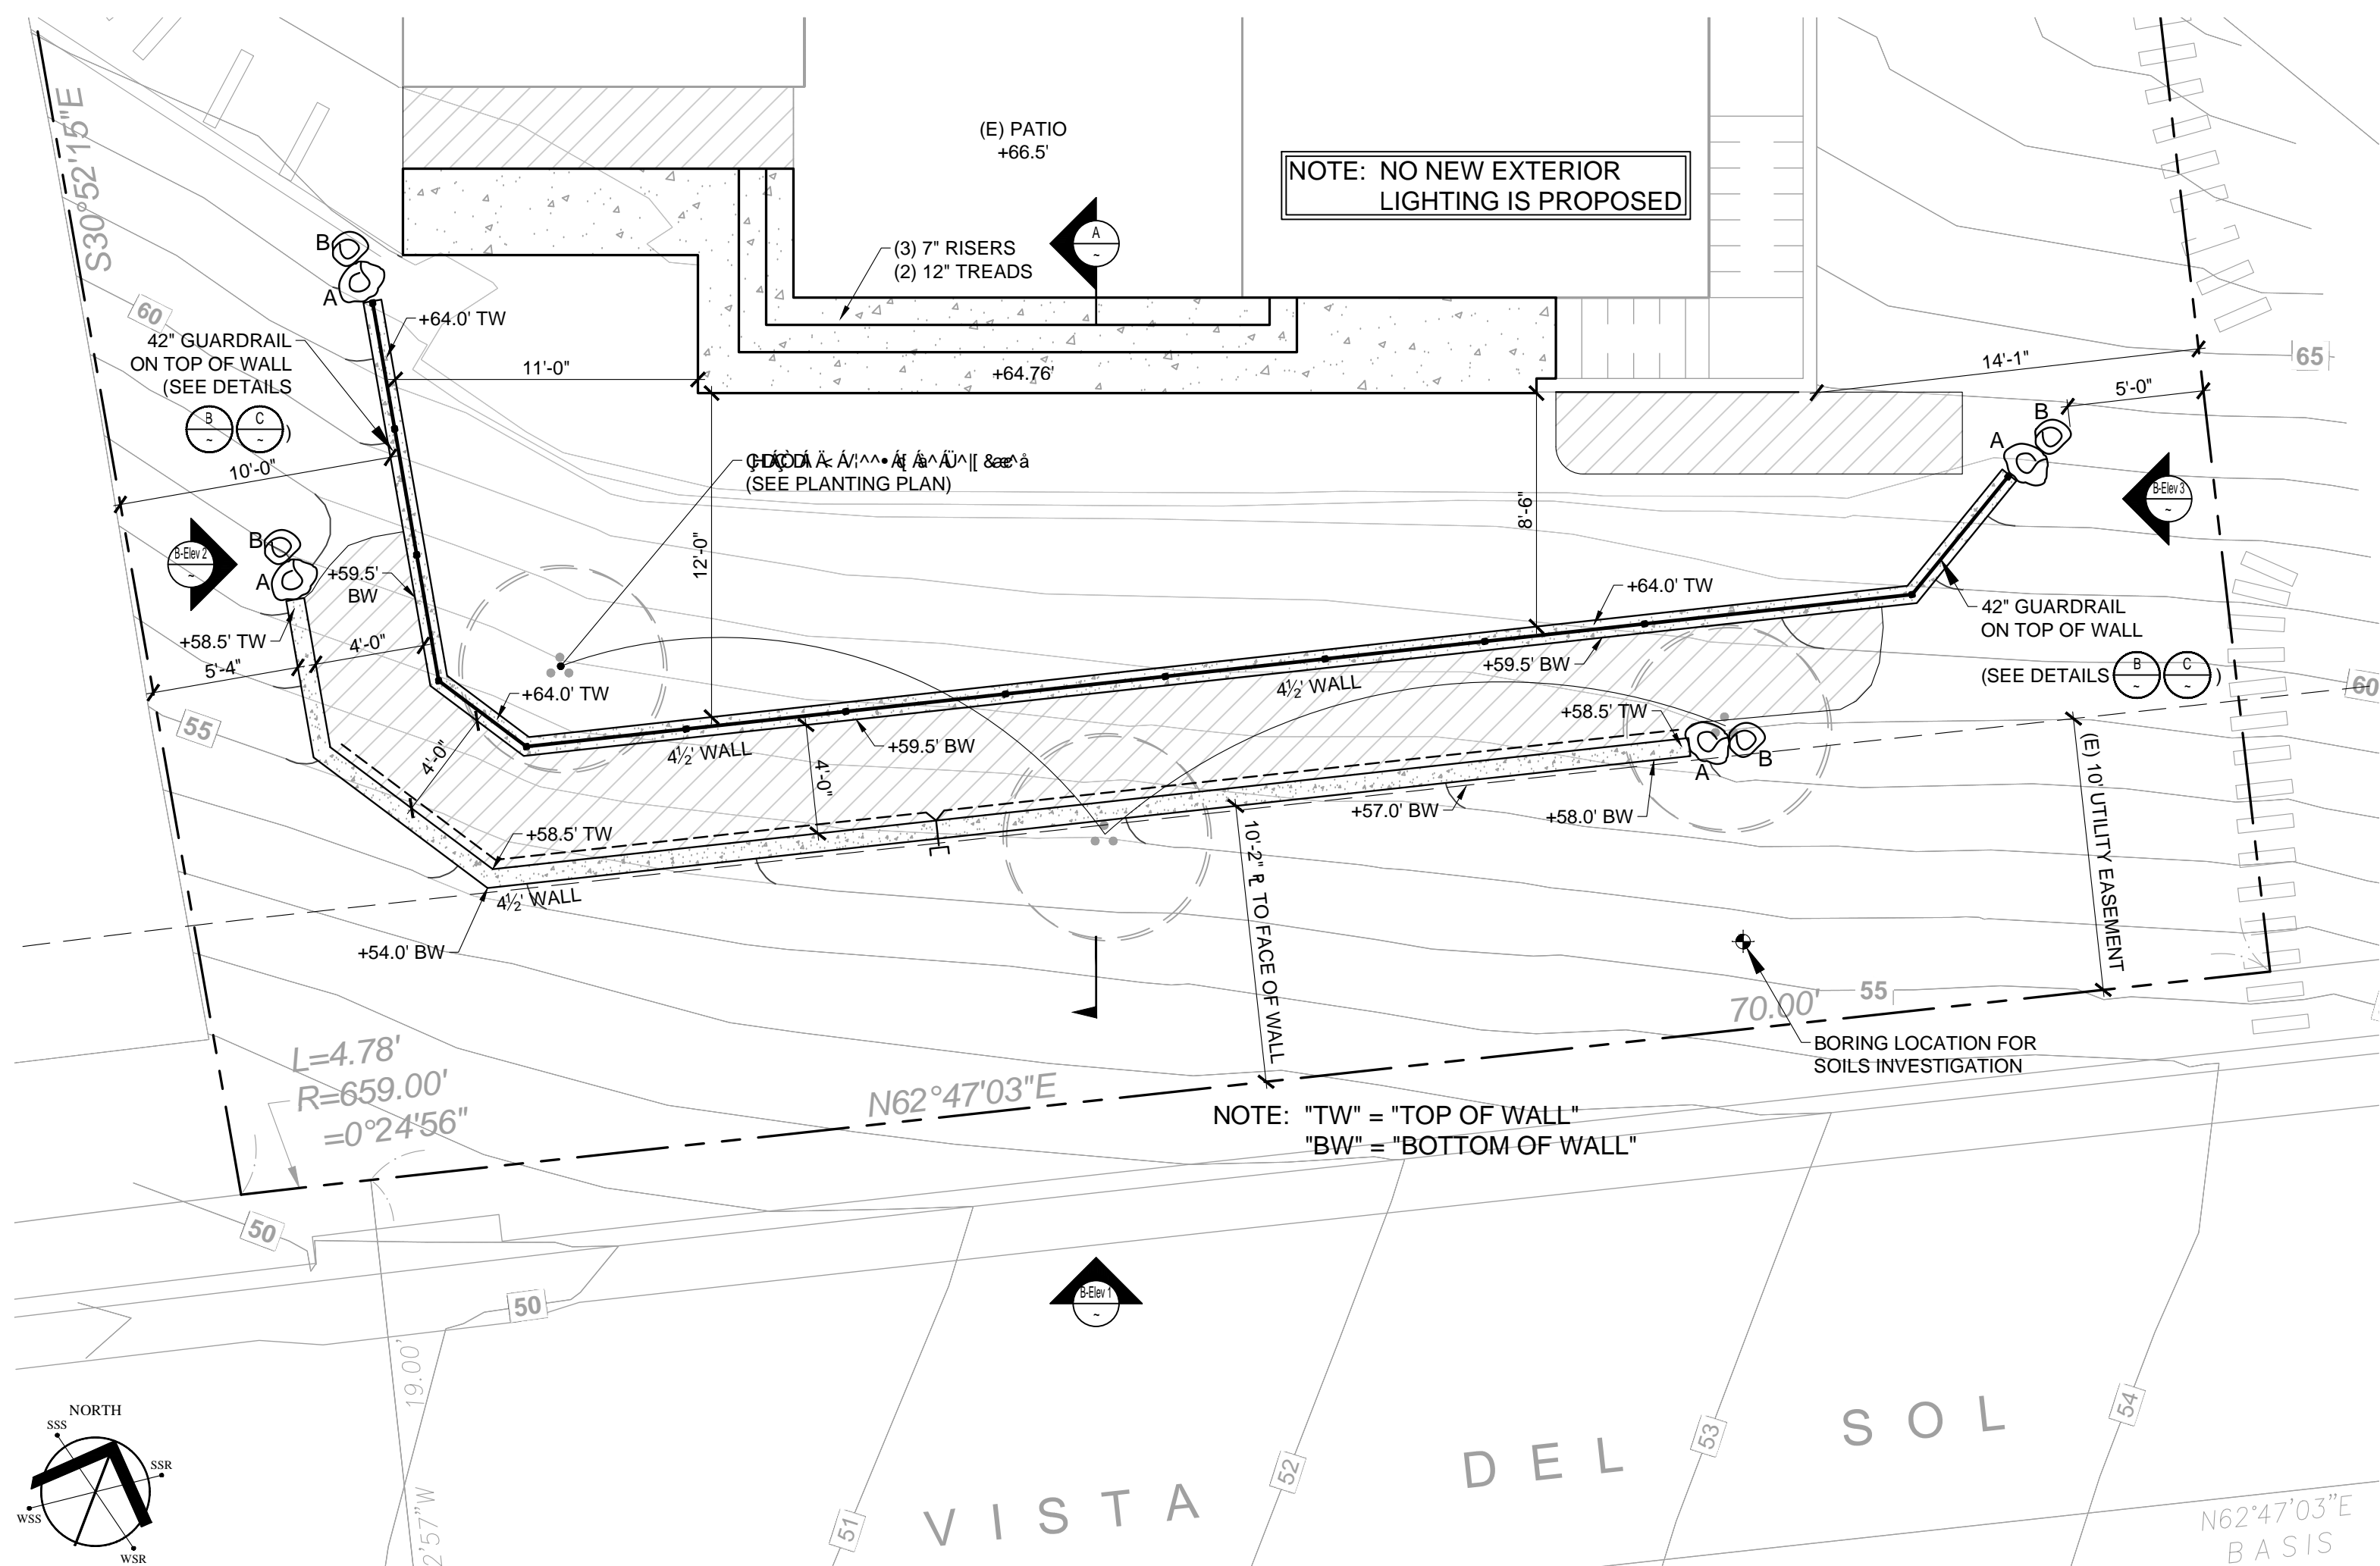 S30°52'15"E
(E) PATIO
+66.5'
NOTE: NO NEW EXTERIOR
LIGHTING IS PROPOSED
A
~
(3) 7" RISERS
(2) 12" TREADS
B
A
60
+64.0' TW
42" GUARDRAIL
ON TOP OF WALL
(SEE DETAILS
B
~
C
~
)
11'-0"
+64.76'
14'-1"
65
5'-0"
B
A
10'-0"
(SEE PLANTING PLAN)
12'-0"
8'-6"
B-Elev 3
~
B-Elev 2
~
B
A
+59.5'
BW
+58.5' TW
4'-0"
5'-4"
+64.0' TW
42" GUARDRAIL
ON TOP OF WALL
(SEE DETAILS
B
~
C
~
)
60
+59.5' BW
4½' WALL
+64.0' TW
55
4½' WALL
+59.5' BW
4'-0"
4'-0"
+58.5' TW
A
B
+57.0' BW
+58.0' BW
(E) 10' UTILITY EASEMENT
+58.5' TW
4½' WALL
+54.0' BW
10'-2" ℄ TO FACE OF WALL
70.00'
55
BORING LOCATION FOR
SOILS INVESTIGATION
L=4.78'
R=659.00'
=0°24'56"
N62°47'03"E
NOTE: "TW" = "TOP OF WALL"
"BW" = "BOTTOM OF WALL"
50
50
B-Elev 1
~
19.00'
2'57"W
NORTH
SSS
SSR
WSS
WSR
51
52
53
54
VISTA DEL SOL
N62°47'03"E
BASIS